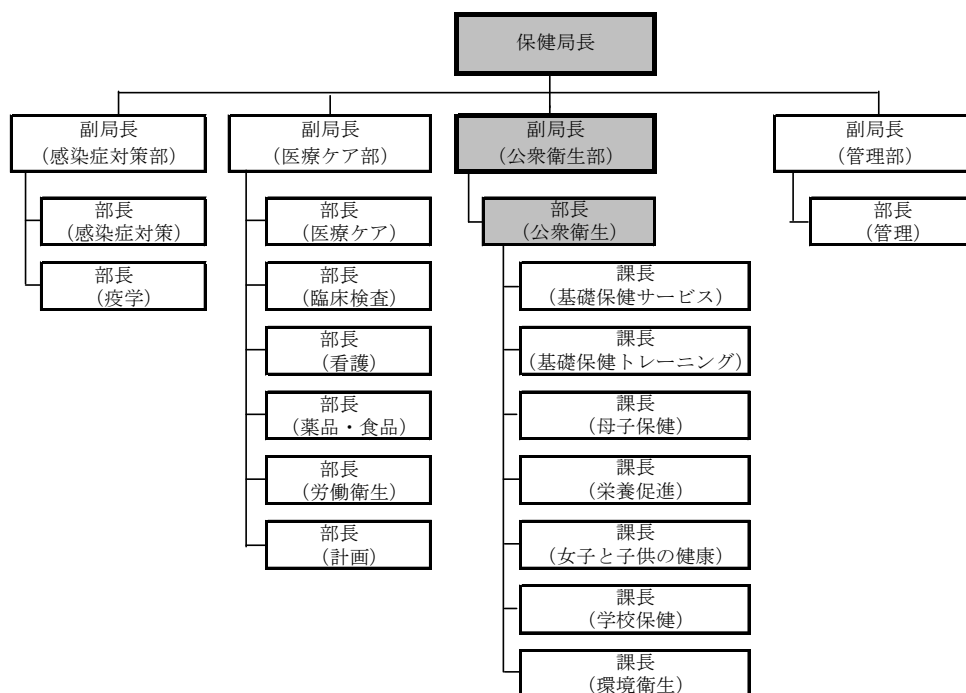 保健局長
副局長
（感染症対策部）
副局長
（医療ケア部）
副局長
（公衆衛生部）
副局長
（管理部）
部長
（感染症対策）
部長
（疫学）
部長
（医療ケア）
部長
（臨床検査）
部長
（看護）
部長
（薬品・食品）
部長
（労働衛生）
部長
（計画）
部長
（公衆衛生）
課長
（基礎保健サービス）
課長
（基礎保健トレーニング）
課長
（母子保健）
課長
（栄養促進）
課長
（女子と子供の健康）
課長
（学校保健）
課長
（環境衛生）
部長
（管理）